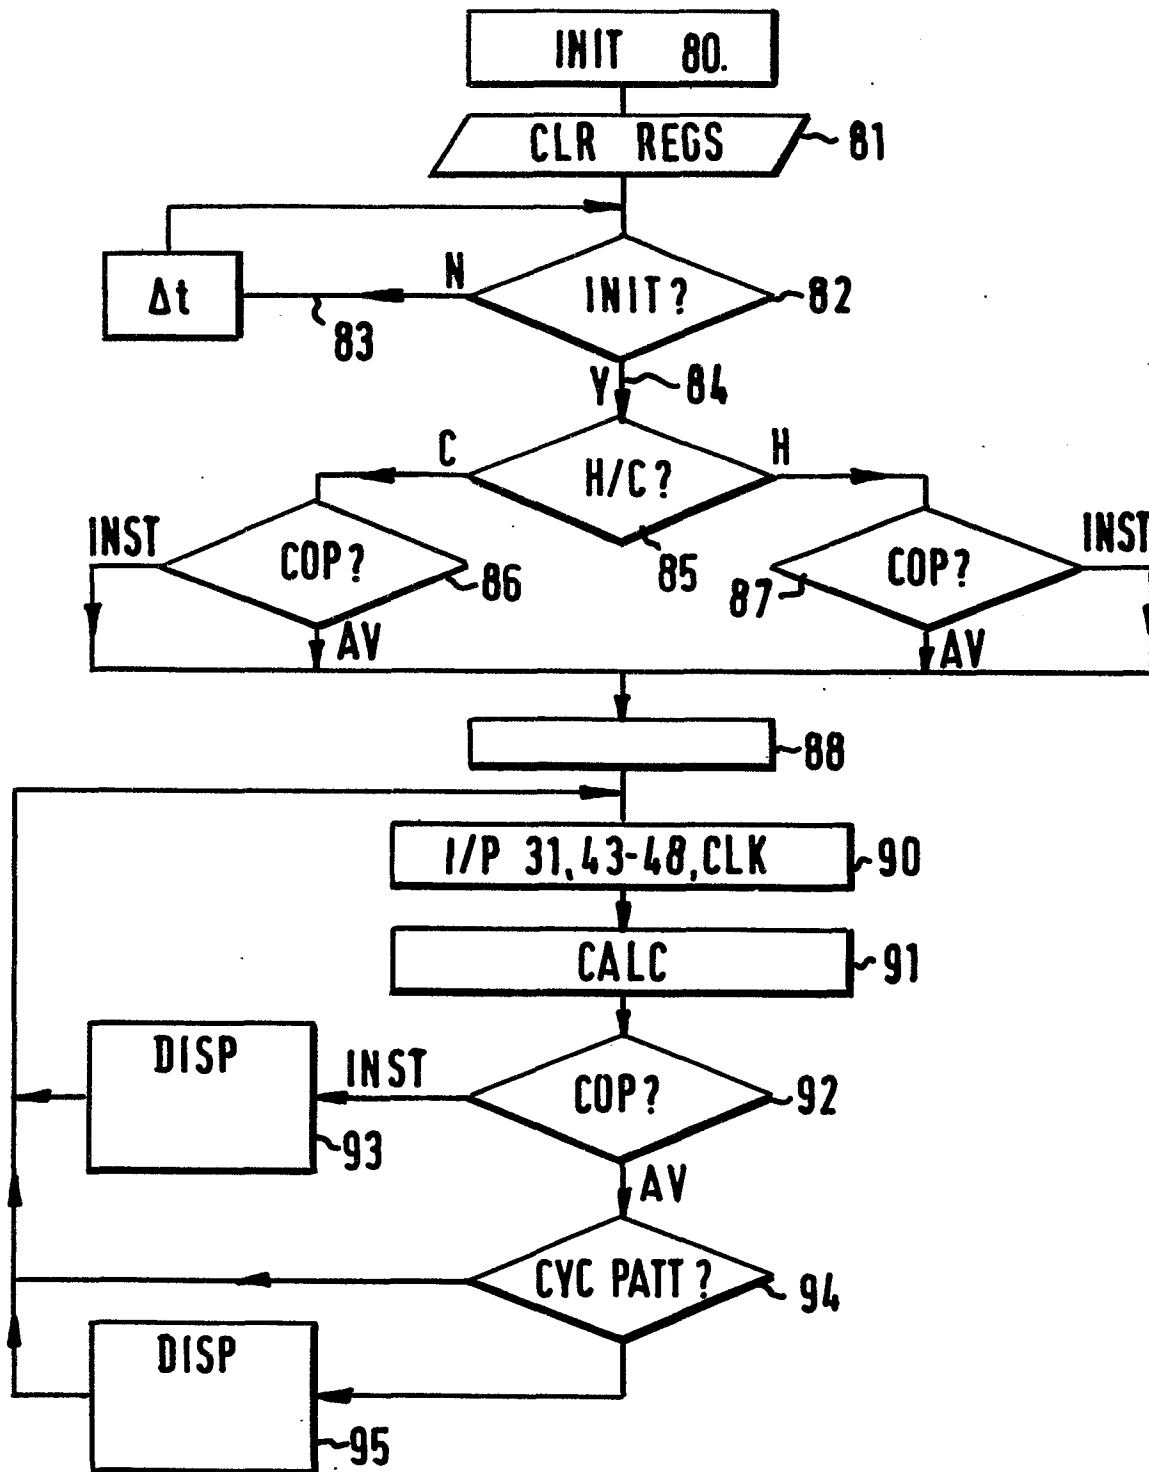 INIT 80.
CLR REGS
81
N
INIT?
82
Δt
83
Y
84
C
H/C?
H
85
INST
COP?
86
AV
87
COP?
INST
AV
88
I/P 31,43-48,CLK
90
CALC
91
DISP
93
INST
COP?
92
AV
CYC PATT?
94
DISP
95